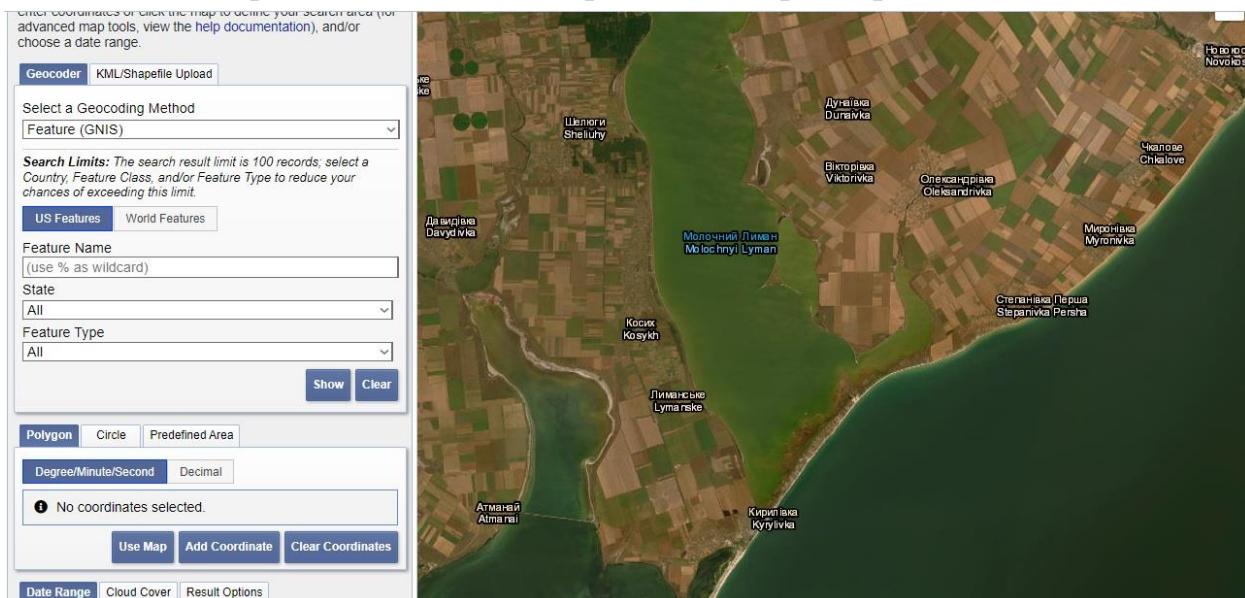 enter coordinates or click the map to define your search area (for
advanced map tools, view the help documentation), and/or
choose a date range.
Geocoder
KML/Shapefile Upload
Select a Geocoding Method
Feature (GNIS)
Search Limits: The search result limit is 100 records; select a
Country, Feature Class, and/or Feature Type to reduce your
chances of exceeding this limit.
US Features
World Features
Feature Name
(use % as wildcard)
State
All
Feature Type
All
Show
Clear
Polygon
Circle
Predefined Area
Degree/Minute/Second
Decimal
No coordinates selected.
Use Map
Add Coordinate
Clear Coordinates
Date Range
Cloud Cover
Result Options
Шелюги
Sheliuhy
Дунаївка
Dunaivka
Чкалове
Chkalove
Вікторівка
Viktorivka
Олександрівка
Oleksandrivka
Давидівка
Davydivka
Молочний Лиман
Molochnyi Lyman
Миронівка
Myronivka
Степанівка Перша
Stepanivka Persha
Косих
Kosykh
Лиманське
Lymanske
Атманай
Atmanai
Кирилівка
Kyrylivka